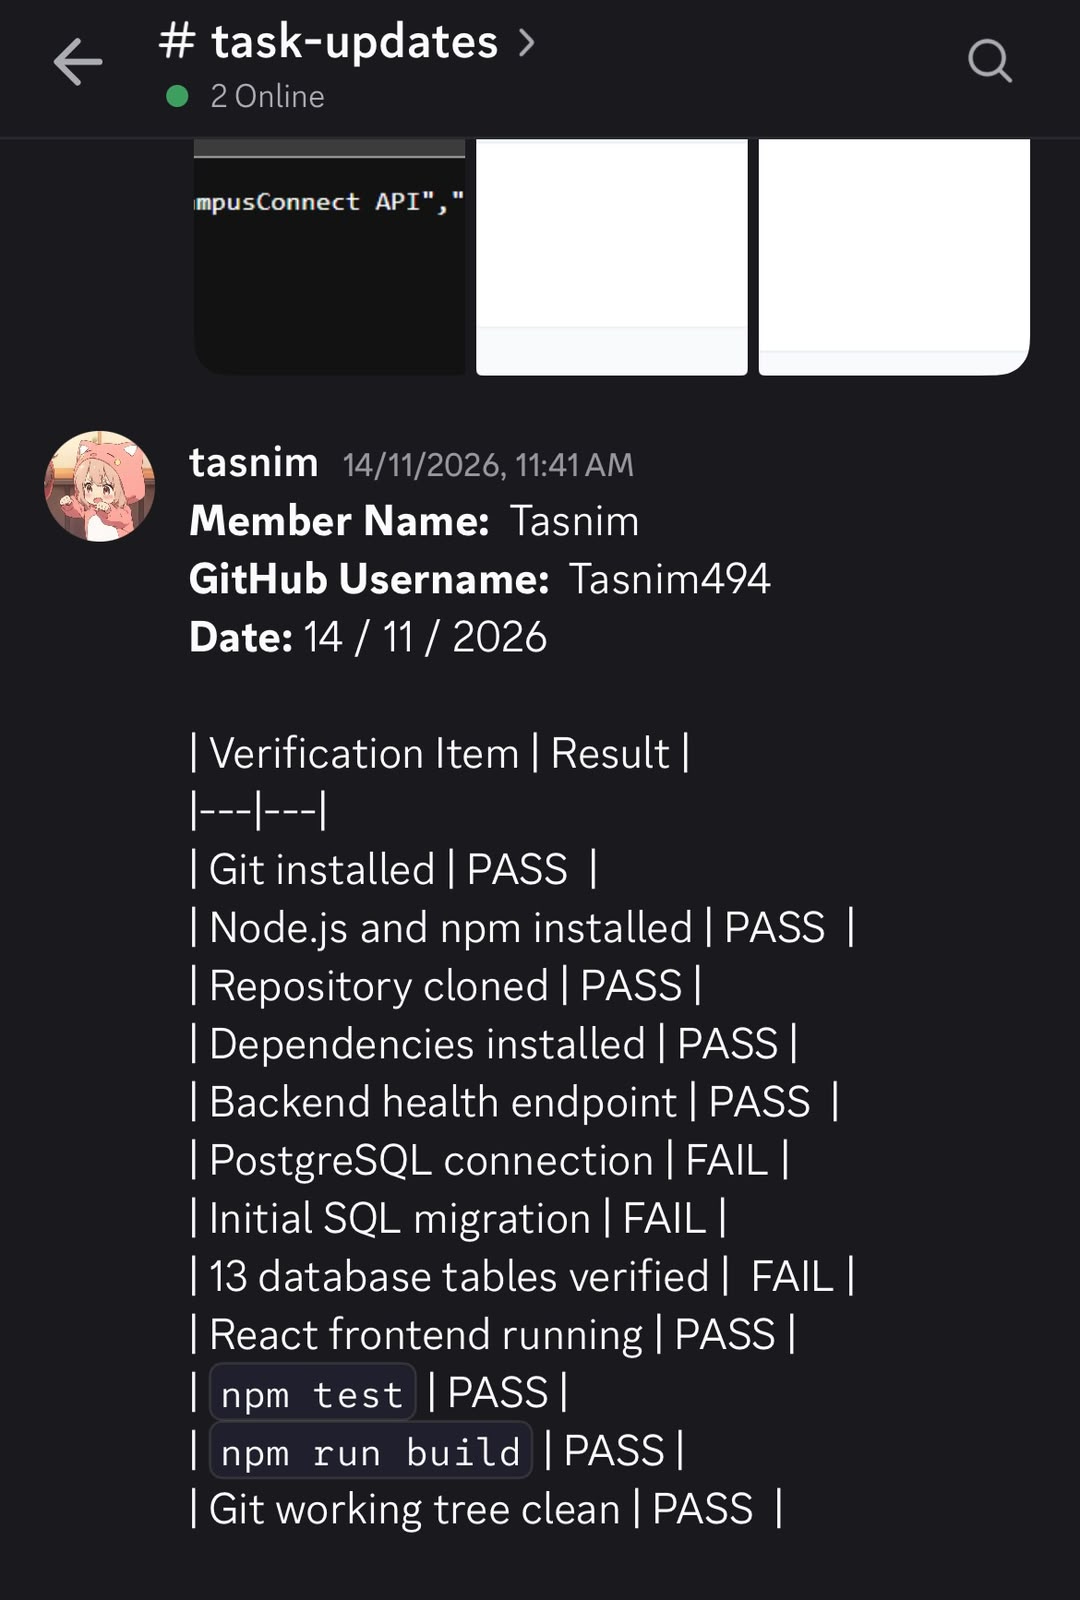 # task-updates >
2 Online
mpusConnect API","
tasnim 14/11/2026, 11:41 AM
Member Name: Tasnim
GitHub Username: Tasnim494
Date: 14 / 11 / 2026
| Verification Item | Result |
|---|---|
| Git installed | PASS |
| Node.js and npm installed | PASS |
| Repository cloned | PASS |
| Dependencies installed | PASS |
| Backend health endpoint | PASS |
| PostgreSQL connection | FAIL |
| Initial SQL migration | FAIL |
| 13 database tables verified | FAIL |
| React frontend running | PASS |
| npm test | PASS |
| npm run build | PASS |
| Git working tree clean | PASS |